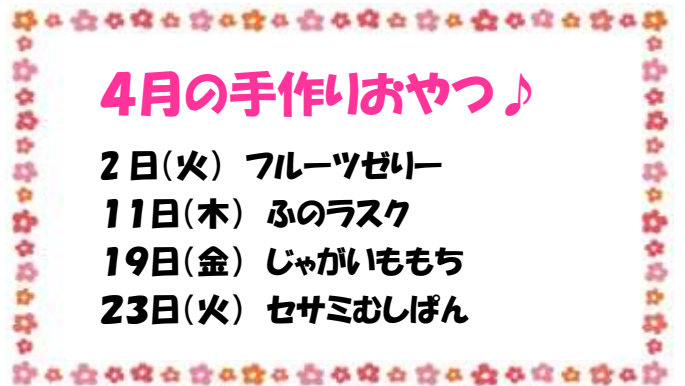 4月の手作りおやつ♪
2日(火) フルーツゼリー
11日(木) ふのラスク
19日(金) じゃがいももち
23日(火) セサミむしぱん